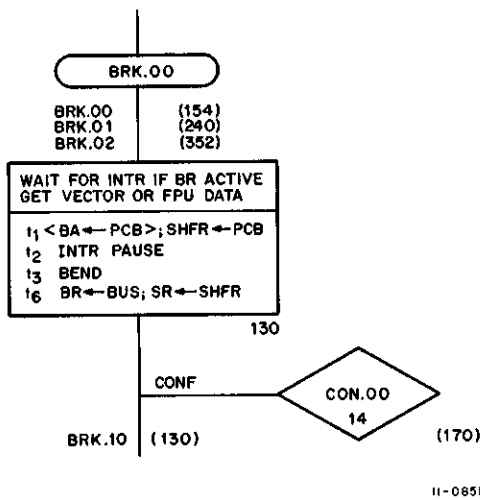 BRK.00
BRK.00 (154)
BRK.01 (240)
BRK.02 (352)
WAIT FOR INTR IF BR ACTIVE
GET VECTOR OR FPU DATA
t1 <BA←PCB>; SHFR←PCB
t2 INTR PAUSE
t3 BEND
t6 BR←BUS; SR←SHFR
130
CONF
CON.00
14
BRK.10 (130)
(170)
11-0851